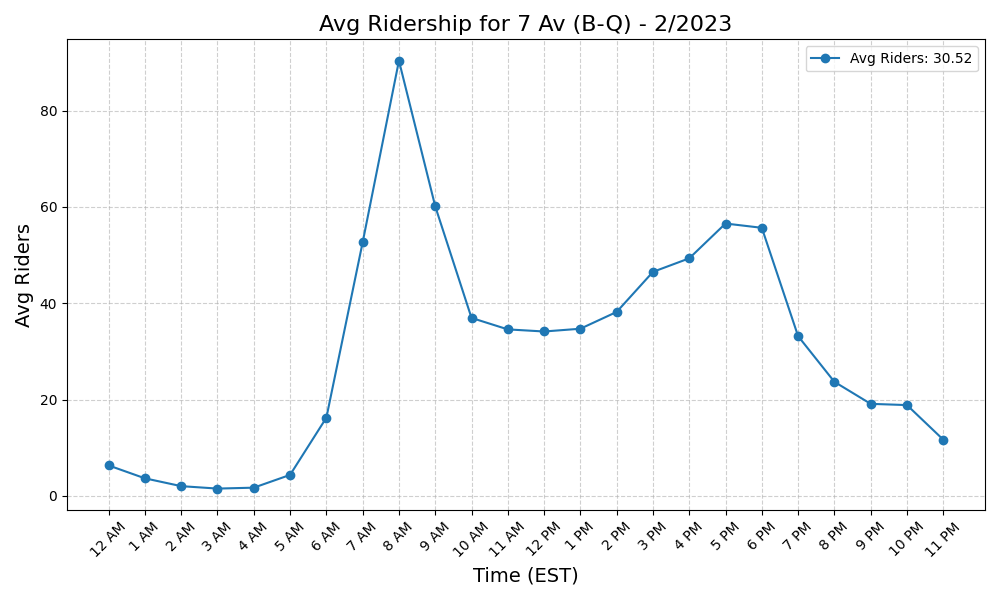 Avg Ridership for 7 Av (B-Q) - 2/2023
Avg Riders: 30.52
Avg Riders
80
60
40
20
0
12 AM
1 AM
2 AM
3 AM
4 AM
5 AM
6 AM
7 AM
8 AM
9 AM
10 AM
11 AM
12 PM
1 PM
2 PM
3 PM
4 PM
5 PM
6 PM
7 PM
8 PM
9 PM
10 PM
11 PM
Time (EST)